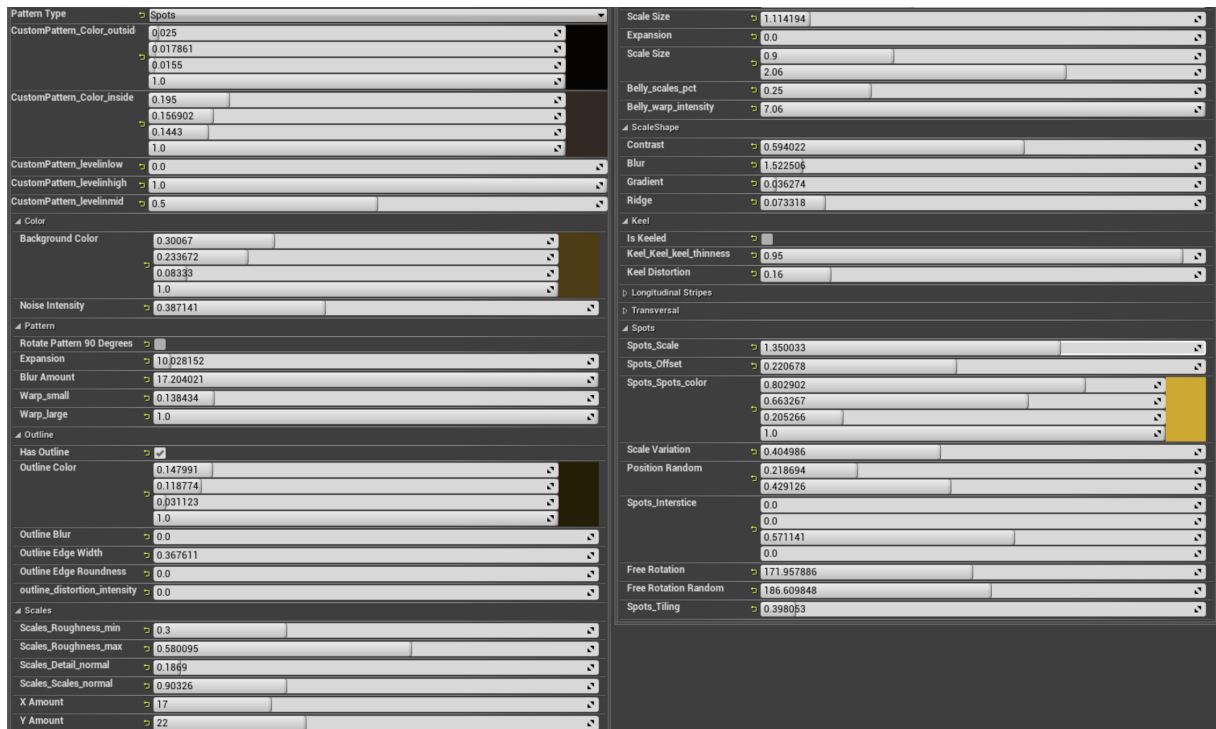 Pattern Type Spots
CustomPattern_Color_outsid 0.025
0.017861
0.0155
1.0
CustomPattern_Color_inside 0.195
0.156902
0.1443
1.0
CustomPattern_levelinlow 0.0
CustomPattern_levelinhigh 1.0
CustomPattern_levelinmid 0.5
Color
Background Color 0.30067
0.233672
0.08333
1.0
Noise Intensity 0.387141
Pattern
Rotate Pattern 90 Degrees
Expansion 10.028152
Blur Amount 17.204021
Warp_small 0.138434
Warp_large 1.0
Outline
Has Outline
Outline Color 0.147991
0.118774
0.031123
1.0
Outline Blur 0.0
Outline Edge Width 0.367611
Outline Edge Roundness 0.0
outline_distortion_intensity 0.0
Scales
Scales_Roughness_min 0.3
Scales_Roughness_max 0.580095
Scales_Detail_normal 0.1869
Scales_Scales_normal 0.90326
X Amount 17
Y Amount 22
Scale Size 1.114194
Expansion 0.0
Scale Size 0.9
2.06
Belly_scales_pct 0.25
Belly_warp_intensity 7.06
ScaleShape
Contrast 0.594022
Blur 1.522506
Gradient 0.036274
Ridge 0.073318
Keel
Is Keeled
Keel_Keel_keel_thinness 0.95
Keel Distortion 0.16
Longitudinal Stripes
Transversal
Spots
Spots_Scale 1.350033
Spots_Offset 0.220678
Spots_Spots_color 0.802902
0.663267
0.205266
1.0
Scale Variation 0.404986
Position Random 0.218694
0.429126
Spots_Interstice 0.0
0.0
0.571141
0.0
Free Rotation 171.957886
Free Rotation Random 186.609848
Spots_Tiling 0.398053